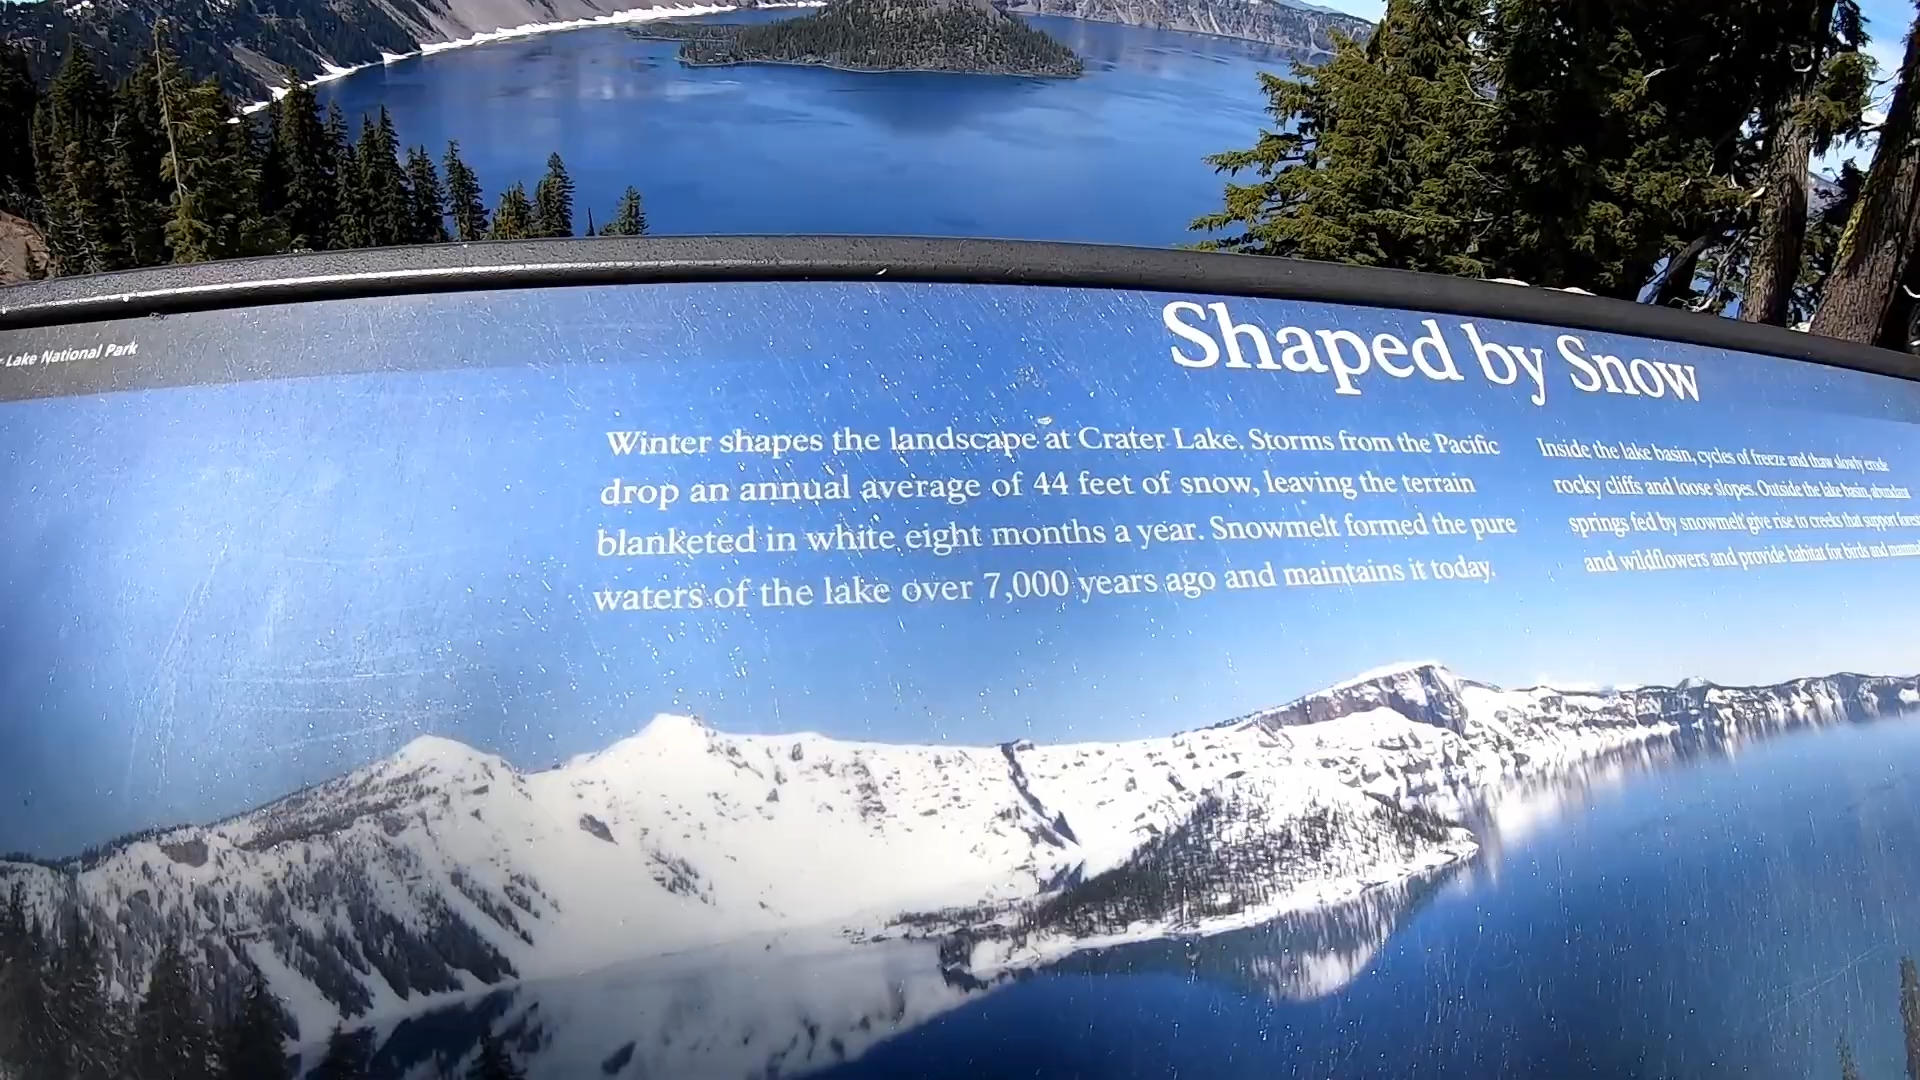 Lake National Park
Shaped by Snow
Winter shapes the landscape at Crater Lake. Storms from the Pacific
drop an annual average of 44 feet of snow, leaving the terrain
blanketed in white eight months a year. Snowmelt formed the pure
waters of the lake over 7,000 years ago and maintains it today.
Inside the lake basin, cycles of freeze and thaw slowly erode
rocky cliffs and loose slopes. Outside the lake basin, abundant
springs fed by snowmelt give rise to creeks that support
and wildflowers and provide habitat for birds and